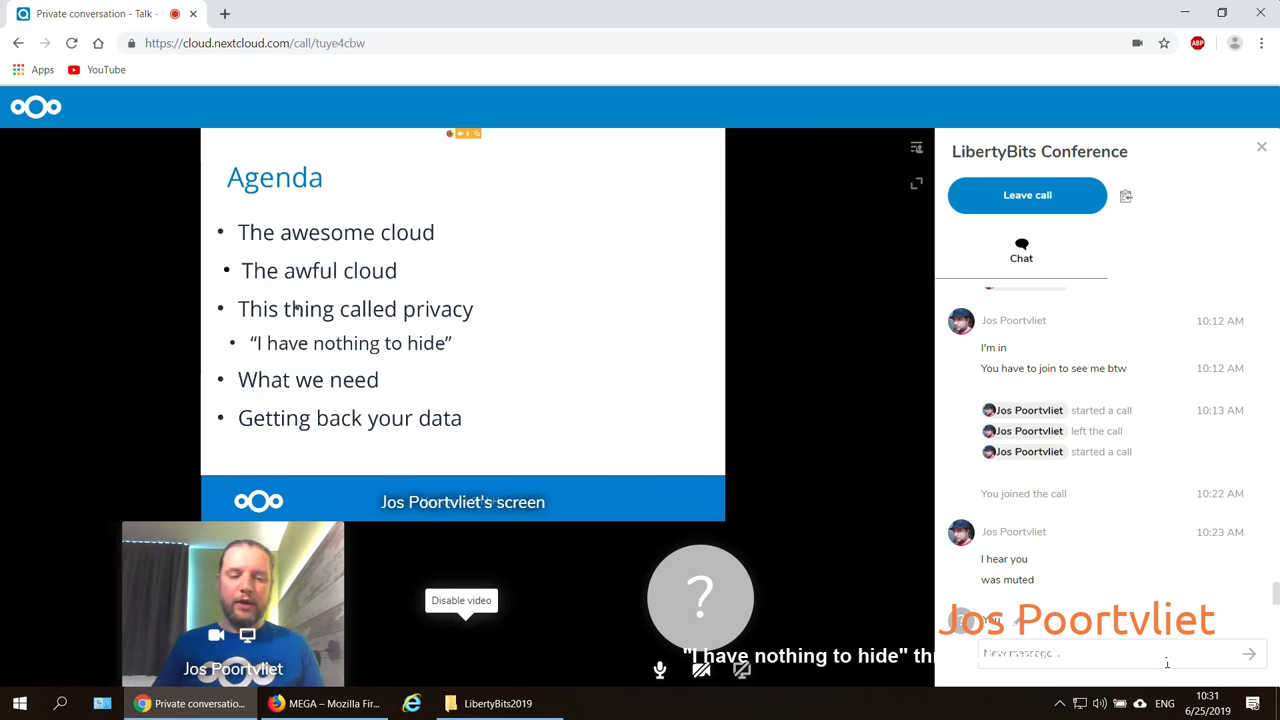 Private conversation - Talk -
https://cloud.nextcloud.com/call/tuye4cbw
ABP
Apps
YouTube
Agenda
• The awesome cloud
• The awful cloud
• This thing called privacy
• “I have nothing to hide”
• What we need
• Getting back your data
Jos Poortvliet's screen
Disable video
?
Jos Poortvliet
"I have nothing to hide" thr
LibertyBits Conference
Leave call
Chat
Jos Poortvliet 10:12 AM
I'm in
You have to join to see me btw 10:12 AM
Jos Poortvliet started a call 10:13 AM
Jos Poortvliet left the call
Jos Poortvliet started a call
You joined the call 10:22 AM
Jos Poortvliet 10:23 AM
I hear you
was muted
You
Jos Poortvliet
New message ...
Private conversatio...
MEGA – Mozilla Fir...
LibertyBits2019
ENG
10:31
6/25/2019